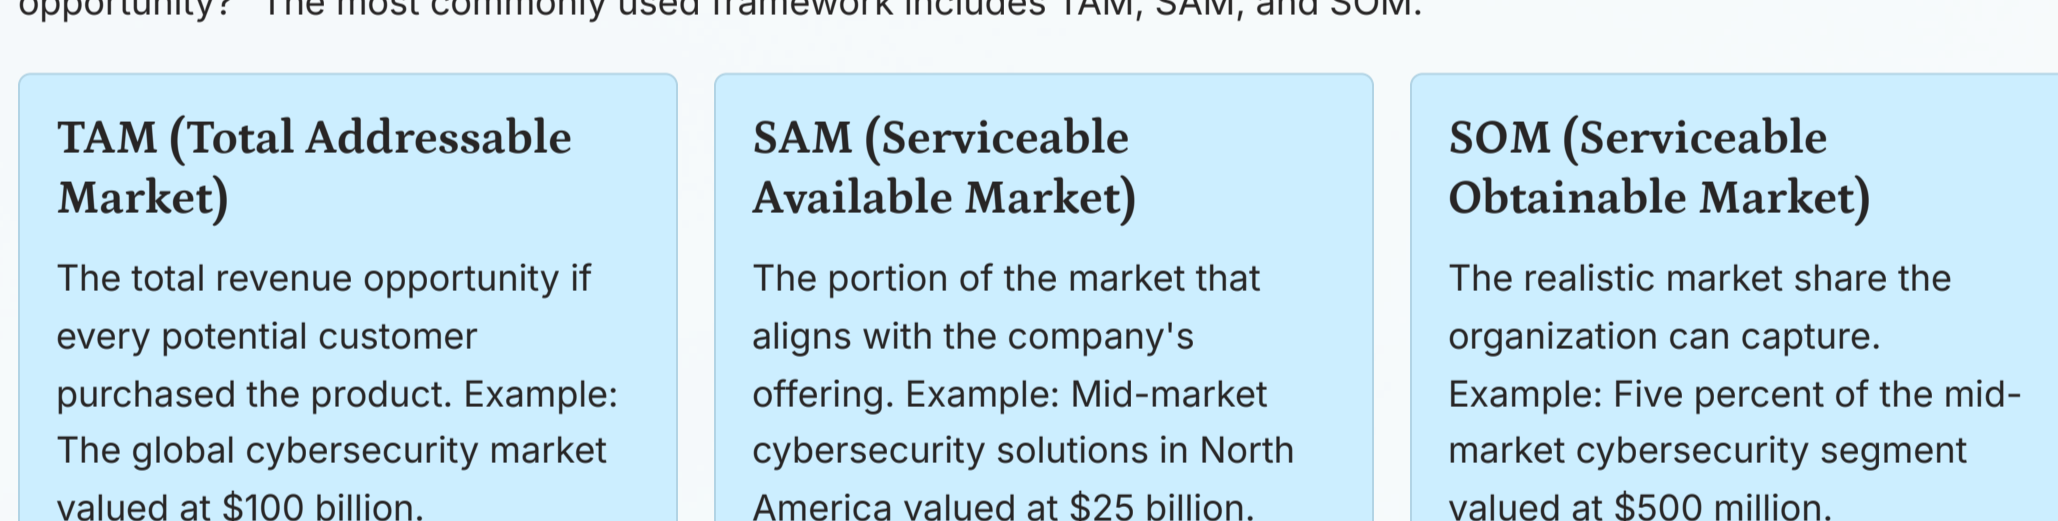 opportunity?" The most commonly used framework includes TAM, SAM, and SOM.
TAM (Total Addressable
Market)
The total revenue opportunity if
every potential customer
purchased the product. Example:
The global cybersecurity market
valued at $100 billion.
SAM (Serviceable
Available Market)
The portion of the market that
aligns with the company's
offering. Example: Mid-market
cybersecurity solutions in North
America valued at $25 billion.
SOM (Serviceable
Obtainable Market)
The realistic market share the
organization can capture.
Example: Five percent of the mid-
market cybersecurity segment
valued at $500 million.